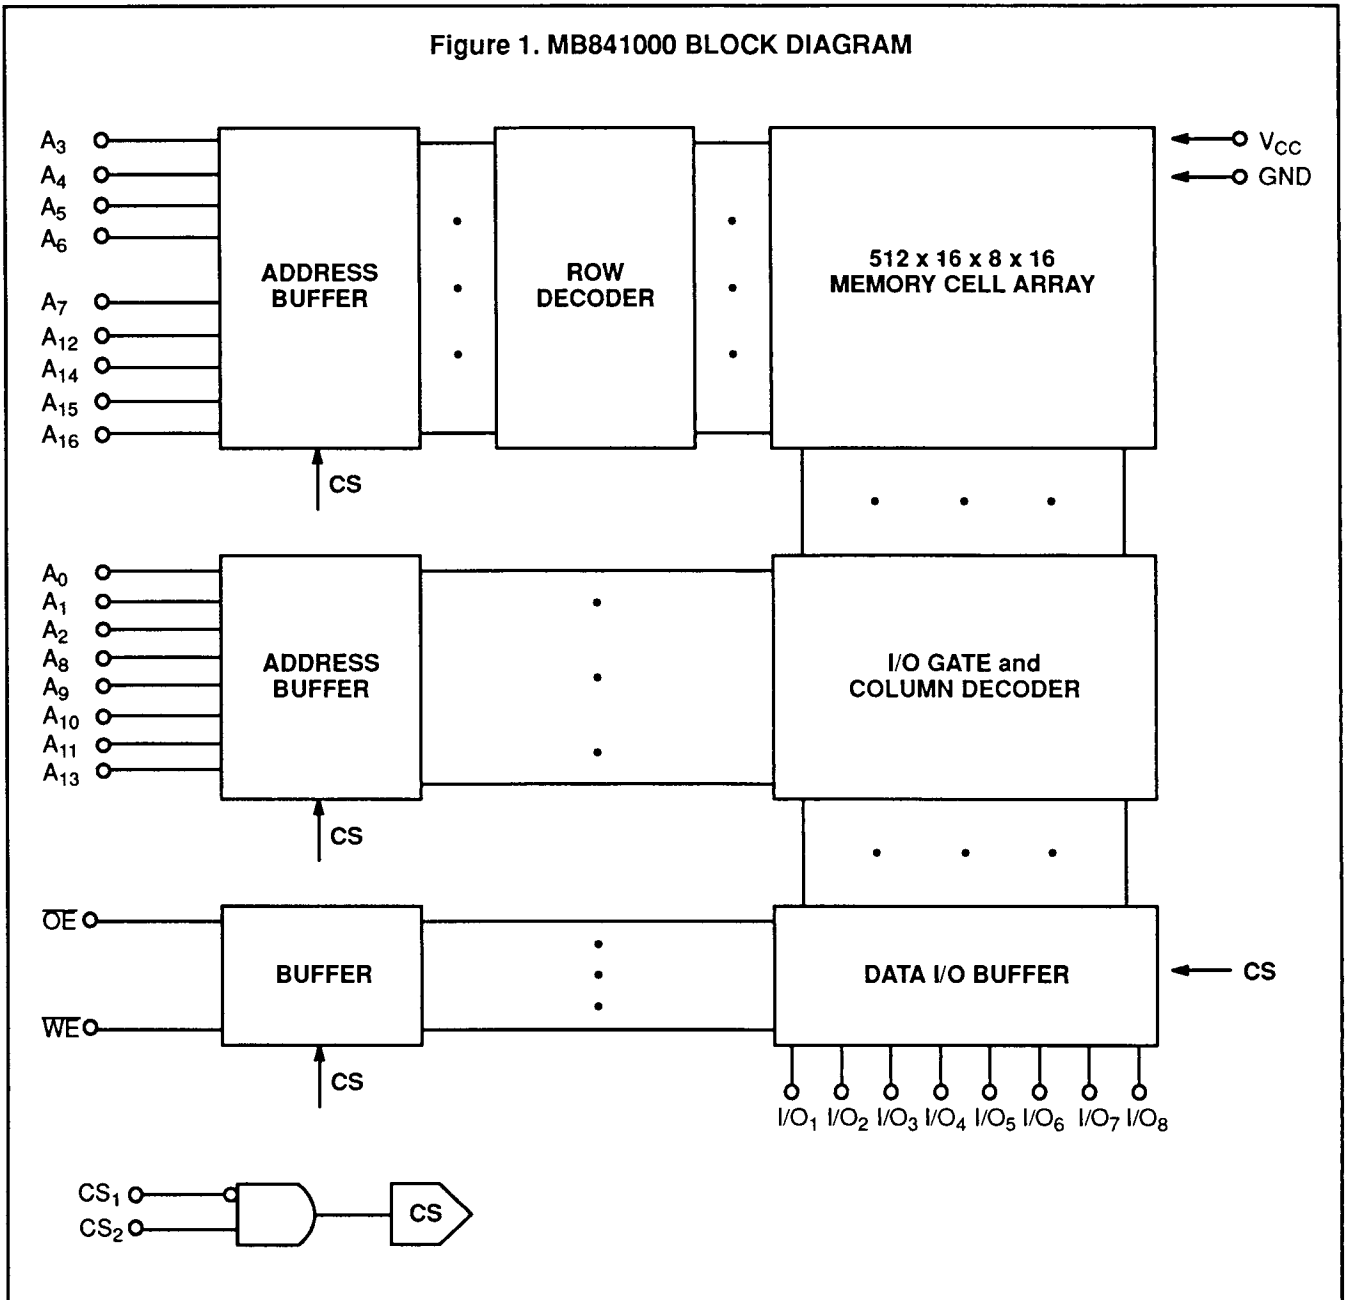 Figure 1. MB841000 BLOCK DIAGRAM
A3
A4
A5
A6
A7
A12
A14
A15
A16
ADDRESS
BUFFER
CS
ROW
DECODER
512 x 16 x 8 x 16
MEMORY CELL ARRAY
VCC
GND
A0
A1
A2
A8
A9
A10
A11
A13
ADDRESS
BUFFER
CS
I/O GATE and
COLUMN DECODER
O̅E̅
W̅E̅
BUFFER
CS
DATA I/O BUFFER
CS
I/O1 I/O2 I/O3 I/O4 I/O5 I/O6 I/O7 I/O8
CS1
CS2
CS